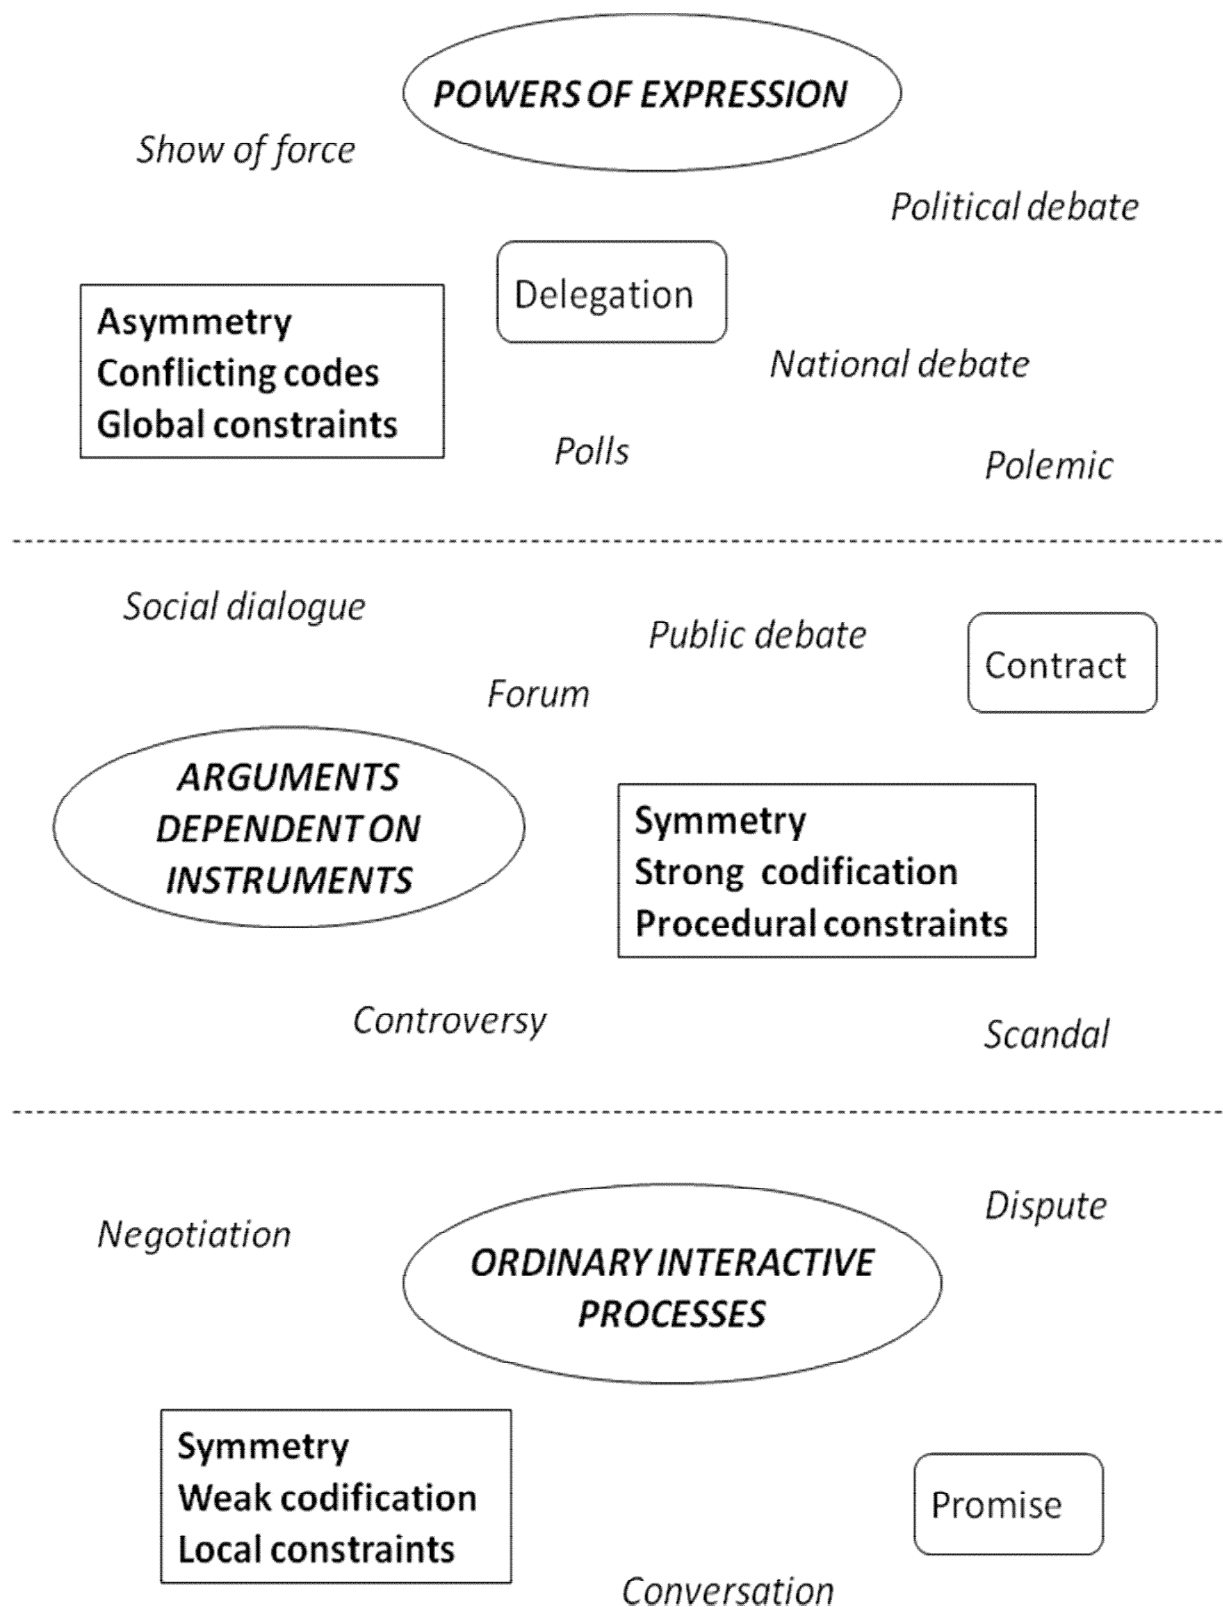 POWERS OF EXPRESSION
Show of force
Political debate
Delegation
Asymmetry
Conflicting codes
Global constraints
National debate
Polls
Polemic
Social dialogue
Public debate
Contract
Forum
ARGUMENTS
DEPENDENT ON
INSTRUMENTS
Symmetry
Strong codification
Procedural constraints
Controversy
Scandal
Negotiation
Dispute
ORDINARY INTERACTIVE
PROCESSES
Symmetry
Weak codification
Local constraints
Promise
Conversation